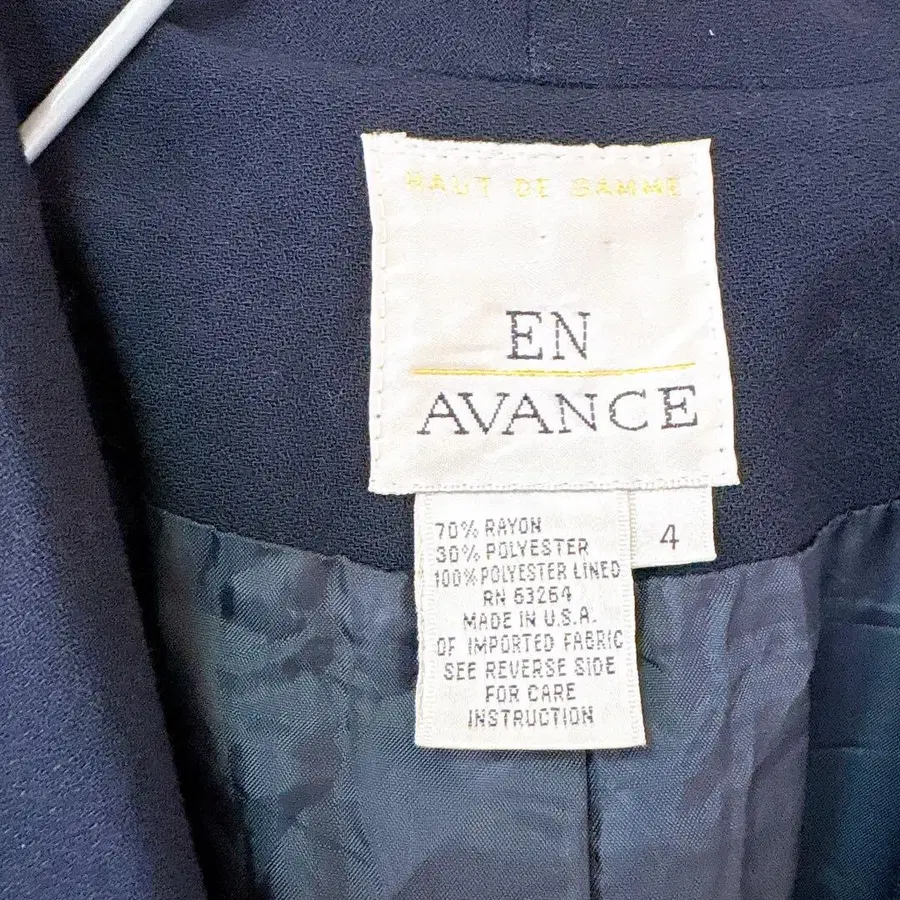 HAUT DE GAMME
EN
AVANCE
4
70% RAYON
30% POLYESTER
100% POLYESTER LINED
RN 63264
MADE IN U.S.A.
OF IMPORTED FABRIC
SEE REVERSE SIDE
FOR CARE
INSTRUCTION